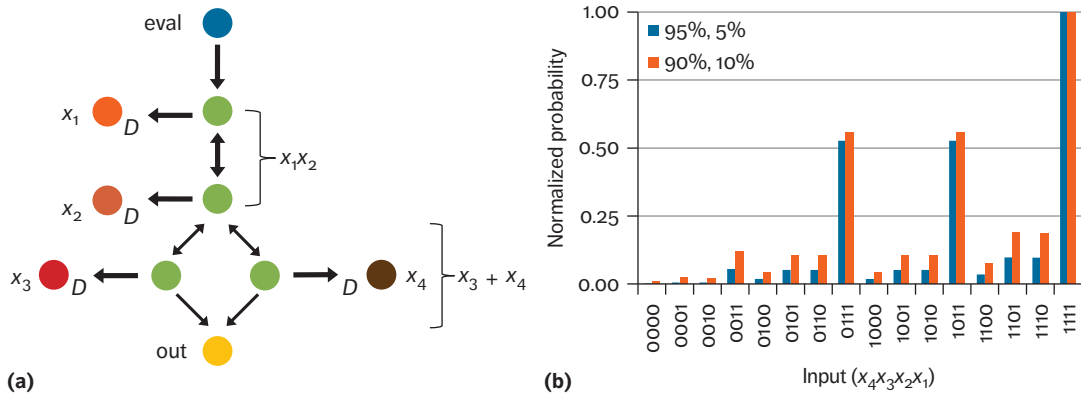 eval
x₁ D
x₁x₂
x₂ D
x₃ D
D x₄
x₃ + x₄
out
(a)
Normalized probability
1.00
0.75
0.50
0.25
0.00
95%, 5%
90%, 10%
0000
0001
0010
0011
0100
0101
0110
0111
1000
1001
1010
1011
1100
1101
1110
1111
Input (x₄x₃x₂x₁)
(b)